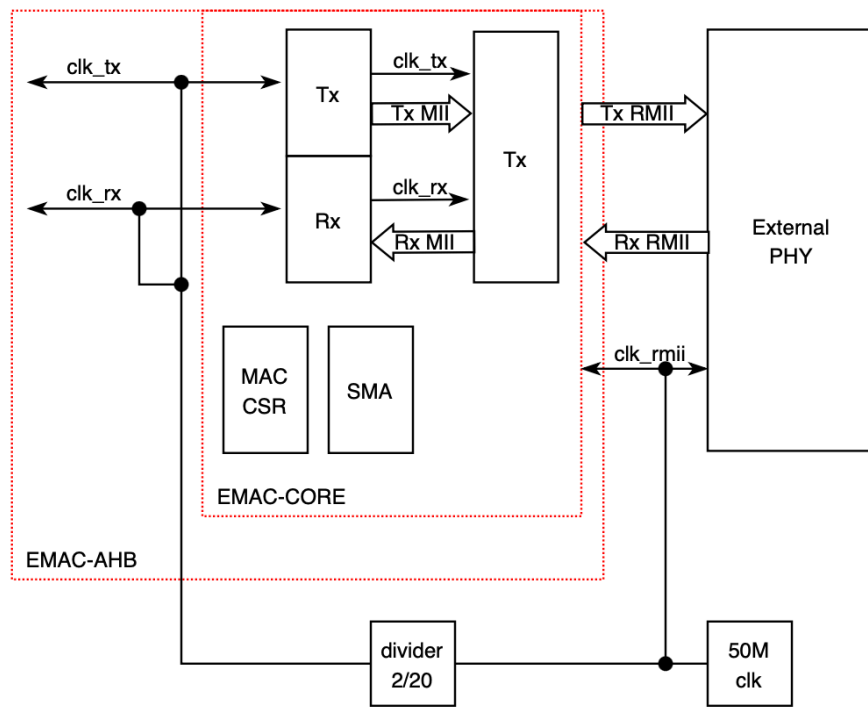 clk_tx
clk_tx
Tx
Tx MII
Tx RMII
Tx
clk_rx
clk_rx
Rx
Rx MII
Rx RMII
External
PHY
clk_rmii
MAC
CSR
SMA
EMAC-CORE
EMAC-AHB
divider
2/20
50M
clk